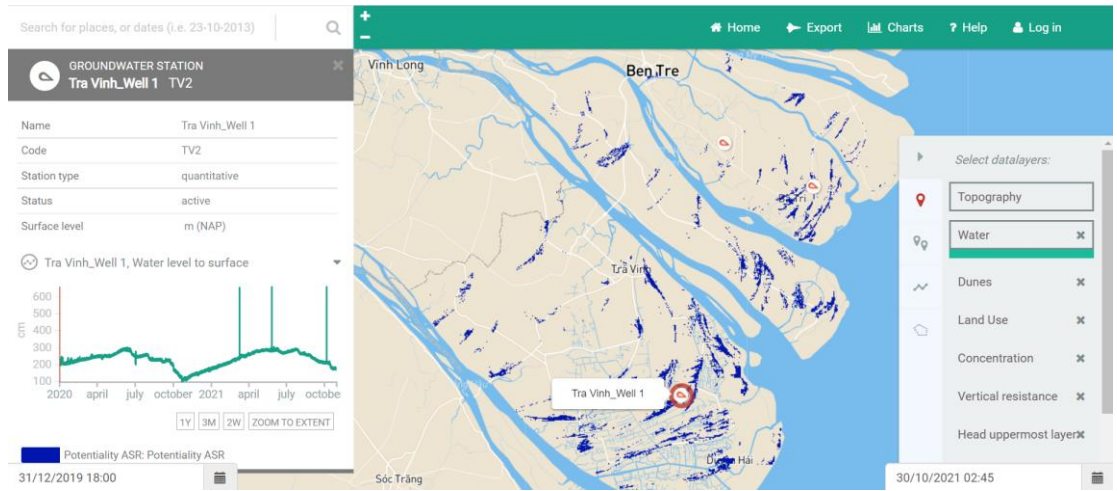 Search for places, or dates (i.e. 23-10-2013)
+
−
Home
Export
Charts
? Help
Log in
GROUNDWATER STATION
Tra Vinh_Well 1 TV2
Name Tra Vinh_Well 1
Code TV2
Station type quantitative
Status active
Surface level m (NAP)
Tra Vinh_Well 1, Water level to surface
cm
600
500
400
300
200
100
2020 april july october 2021 april july octobe
1Y 3M 2W ZOOM TO EXTENT
Potentiality ASR: Potentiality ASR
31/12/2019 18:00
Vĩnh Long
Ben Tre
Trà Vinh
Tra Vinh_Well 1
Sóc Trăng
Select datalayers:
Topography
Water
Dunes
Land Use
Concentration
Vertical resistance
Head uppermost layer
30/10/2021 02:45